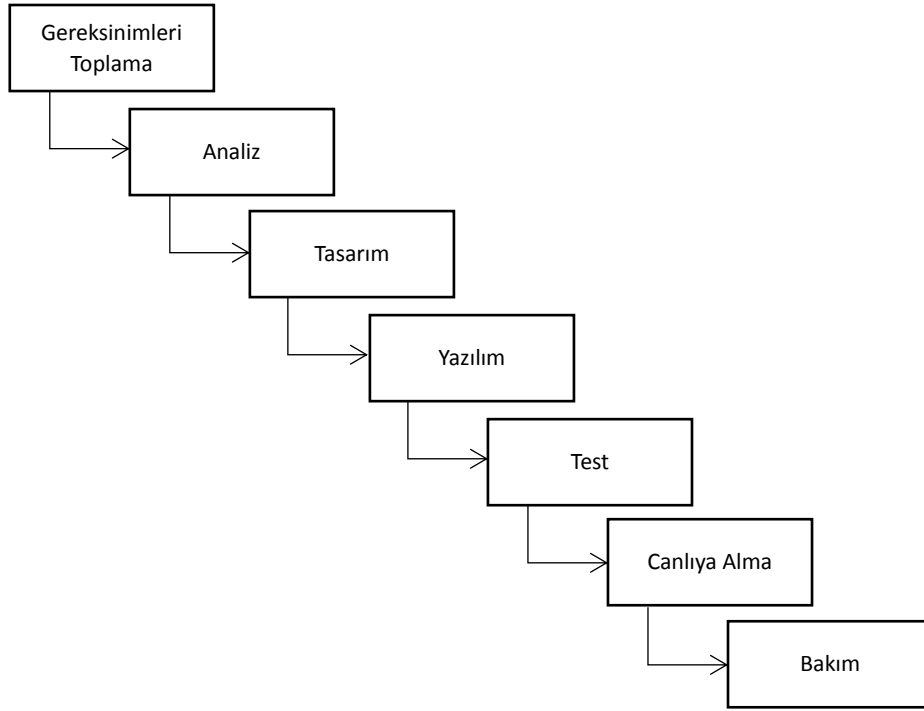 Gereksinimleri
Toplama
Analiz
Tasarım
Yazılım
Test
Canlıya Alma
Bakım